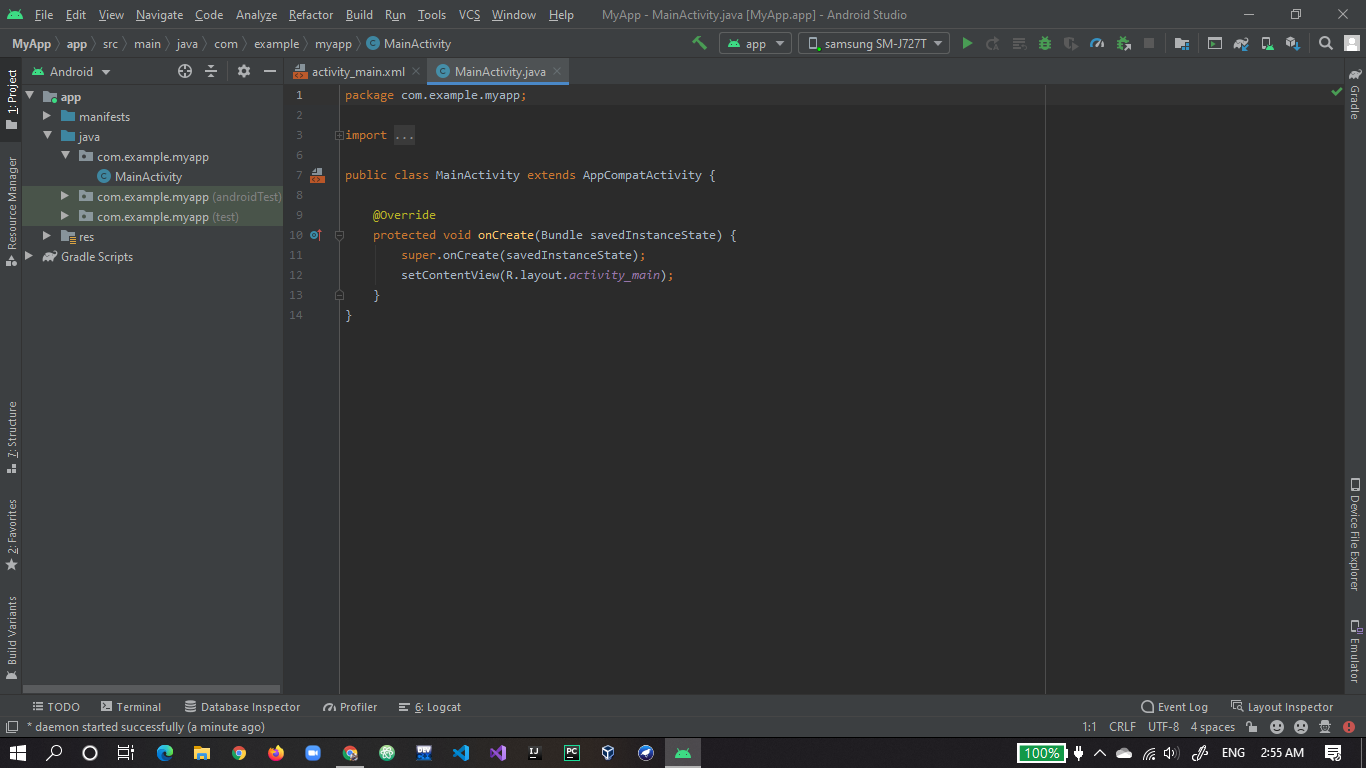 File Edit View Navigate Code Analyze Refactor Build Run Tools VCS Window Help MyApp - MainActivity.java [MyApp.app] - Android Studio
MyApp app src main java com example myapp MainActivity app samsung SM-J727T
Android activity_main.xml MainActivity.java
1: Project
Resource Manager
7: Structure
2: Favorites
Build Variants
app
manifests
java
com.example.myapp
MainActivity
com.example.myapp (androidTest)
com.example.myapp (test)
res
Gradle Scripts
1 package com.example.myapp;
2
3 import ...
6
7 public class MainActivity extends AppCompatActivity {
8
9 @Override
10 protected void onCreate(Bundle savedInstanceState) {
11 super.onCreate(savedInstanceState);
12 setContentView(R.layout.activity_main);
13 }
14 }
Gradle
Device File Explorer
Emulator
TODO Terminal Database Inspector Profiler 6: Logcat Event Log Layout Inspector
* daemon started successfully (a minute ago) 1:1 CRLF UTF-8 4 spaces
DEV IJ PC 100% ENG 2:55 AM